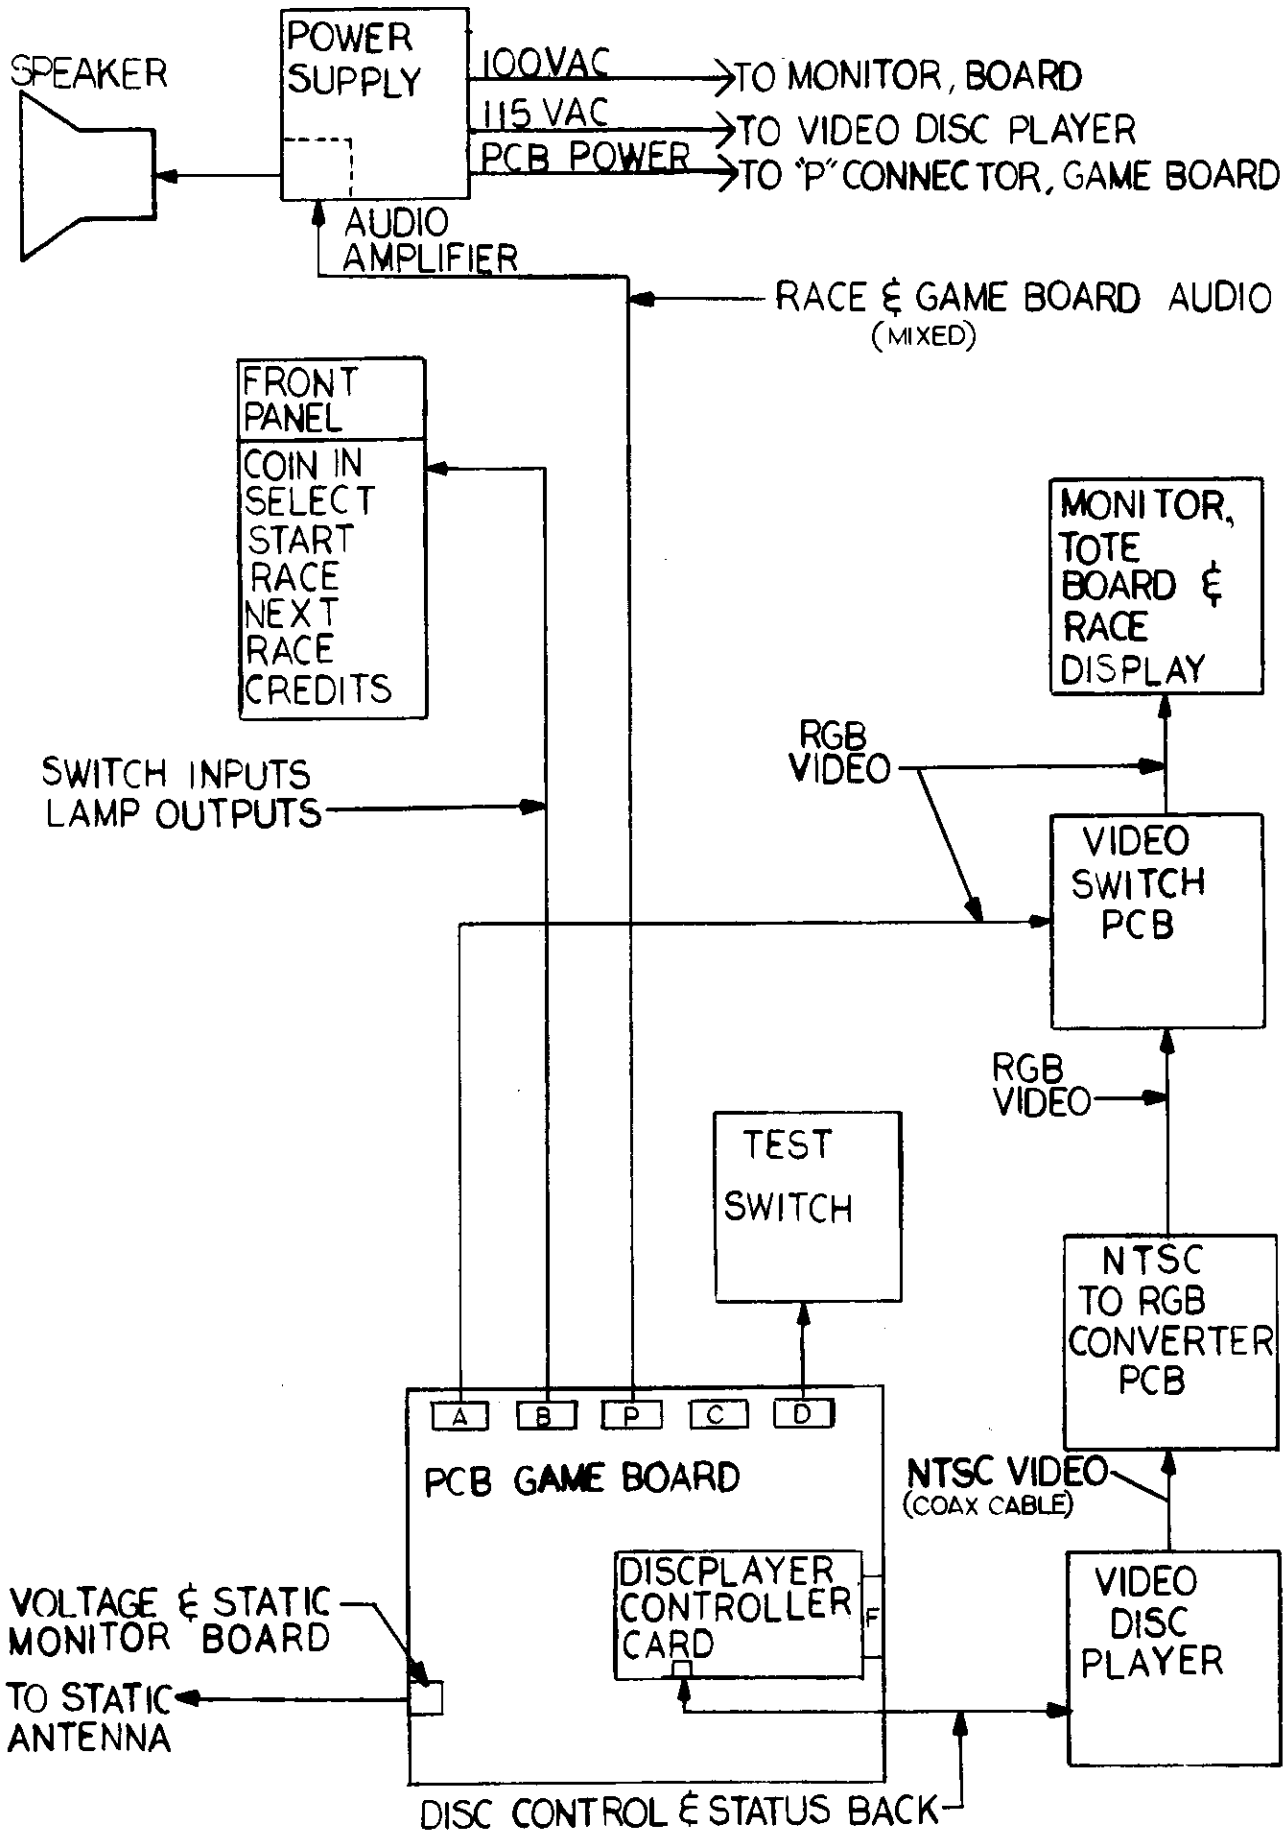 POWER
SUPPLY
SPEAKER
100VAC
TO MONITOR, BOARD
115 VAC
TO VIDEO DISC PLAYER
PCB POWER
TO "P" CONNECTOR, GAME BOARD
AUDIO
AMPLIFIER
RACE & GAME BOARD AUDIO
(MIXED)
FRONT
PANEL
COIN IN
SELECT
START
RACE
NEXT
RACE
CREDITS
MONITOR,
TOTE
BOARD &
RACE
DISPLAY
RGB
VIDEO
SWITCH INPUTS
LAMP OUTPUTS
VIDEO
SWITCH
PCB
RGB
VIDEO
TEST
SWITCH
NTSC
TO RGB
CONVERTER
PCB
A
B
P
C
D
PCB GAME BOARD
NTSC VIDEO
(COAX CABLE)
DISCPLAYER
CONTROLLER
CARD
F
VIDEO
DISC
PLAYER
VOLTAGE & STATIC
MONITOR BOARD
TO STATIC
ANTENNA
DISC CONTROL & STATUS BACK